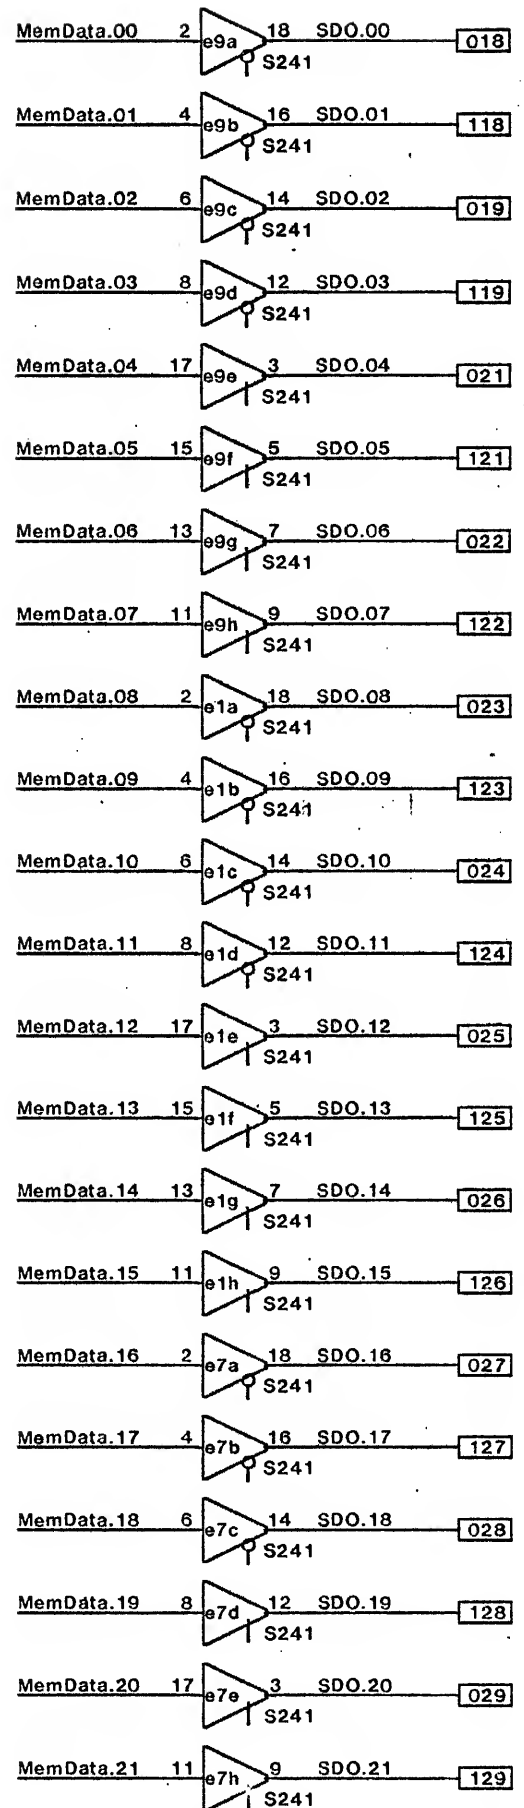 MemData.00 2 e9a 18 SDO.00 018
S241
MemData.01 4 e9b 16 SDO.01 118
S241
MemData.02 6 e9c 14 SDO.02 019
S241
MemData.03 8 e9d 12 SDO.03 119
S241
MemData.04 17 e9e 3 SDO.04 021
S241
MemData.05 15 e9f 5 SDO.05 121
S241
MemData.06 13 e9g 7 SDO.06 022
S241
MemData.07 11 e9h 9 SDO.07 122
S241
MemData.08 2 e1a 18 SDO.08 023
S241
MemData.09 4 e1b 16 SDO.09 123
S241
MemData.10 6 e1c 14 SDO.10 024
S241
MemData.11 8 e1d 12 SDO.11 124
S241
MemData.12 17 e1e 3 SDO.12 025
S241
MemData.13 15 e1f 5 SDO.13 125
S241
MemData.14 13 e1g 7 SDO.14 026
S241
MemData.15 11 e1h 9 SDO.15 126
S241
MemData.16 2 e7a 18 SDO.16 027
S241
MemData.17 4 e7b 16 SDO.17 127
S241
MemData.18 6 e7c 14 SDO.18 028
S241
MemData.19 8 e7d 12 SDO.19 128
S241
MemData.20 17 e7e 3 SDO.20 029
S241
MemData.21 11 e7h 9 SDO.21 129
S241